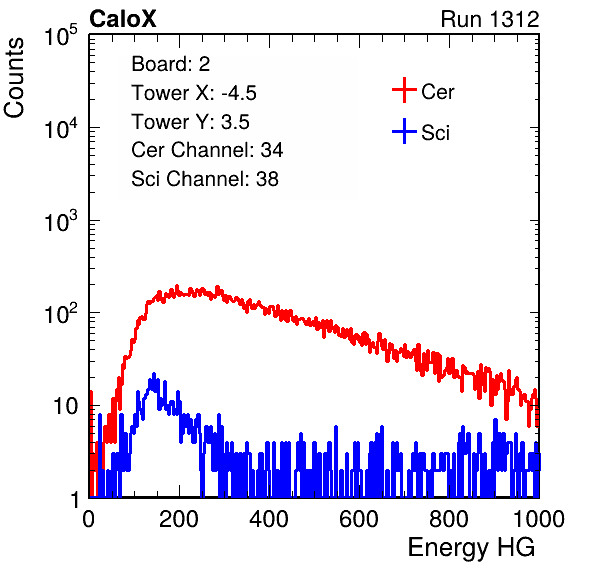 CaloX Run 1312
Counts
Board: 2
Tower X: -4.5
Tower Y: 3.5
Cer Channel: 34
Sci Channel: 38
Cer
Sci
10^5
10^4
10^3
10^2
10
1
0 200 400 600 800 1000
Energy HG